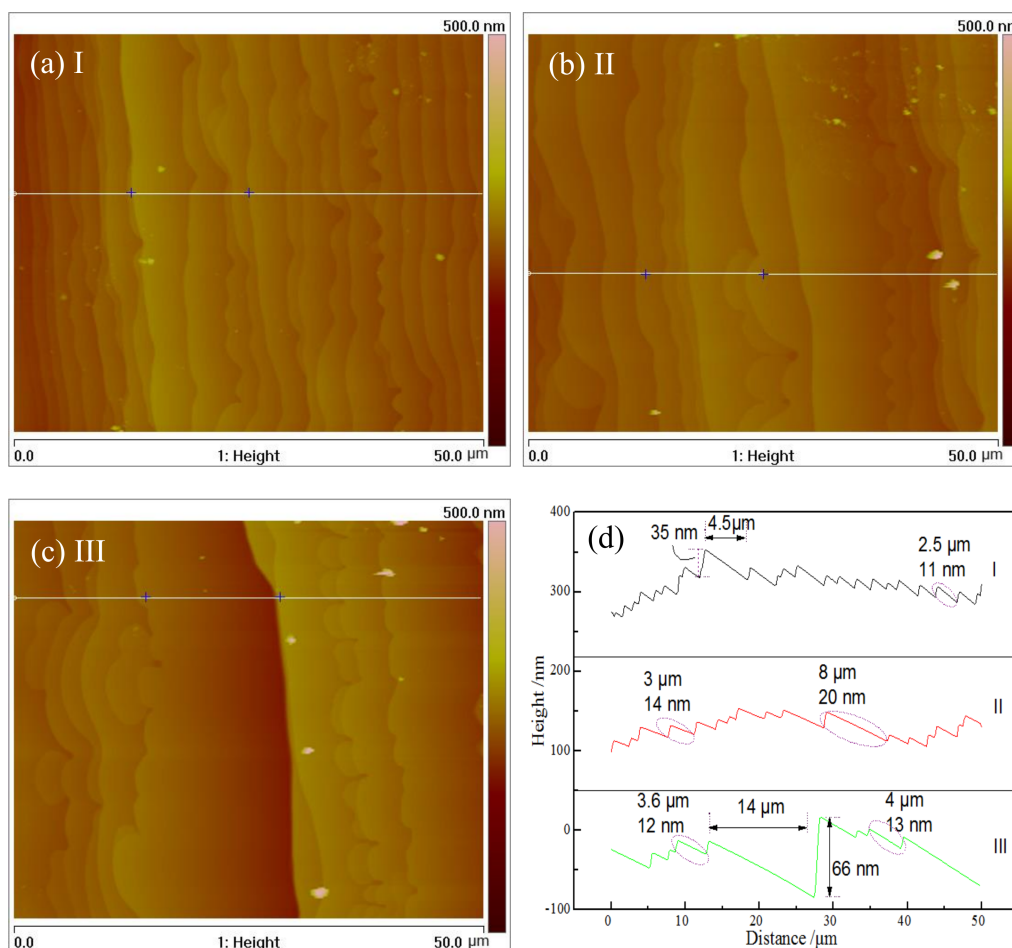 500.0 nm
(a) I
0.0
1: Height
50.0 µm
500.0 nm
(b) II
0.0
1: Height
50.0 µm
500.0 nm
(c) III
0.0
1: Height
50.0 µm
(d)
400
300
200
100
0
-100
Height /nm
35 nm
4.5µm
2.5 µm
11 nm
I
3 µm
14 nm
8 µm
20 nm
II
3.6 µm
12 nm
14 µm
4 µm
13 nm
66 nm
III
0
10
20
30
40
50
Distance /µm